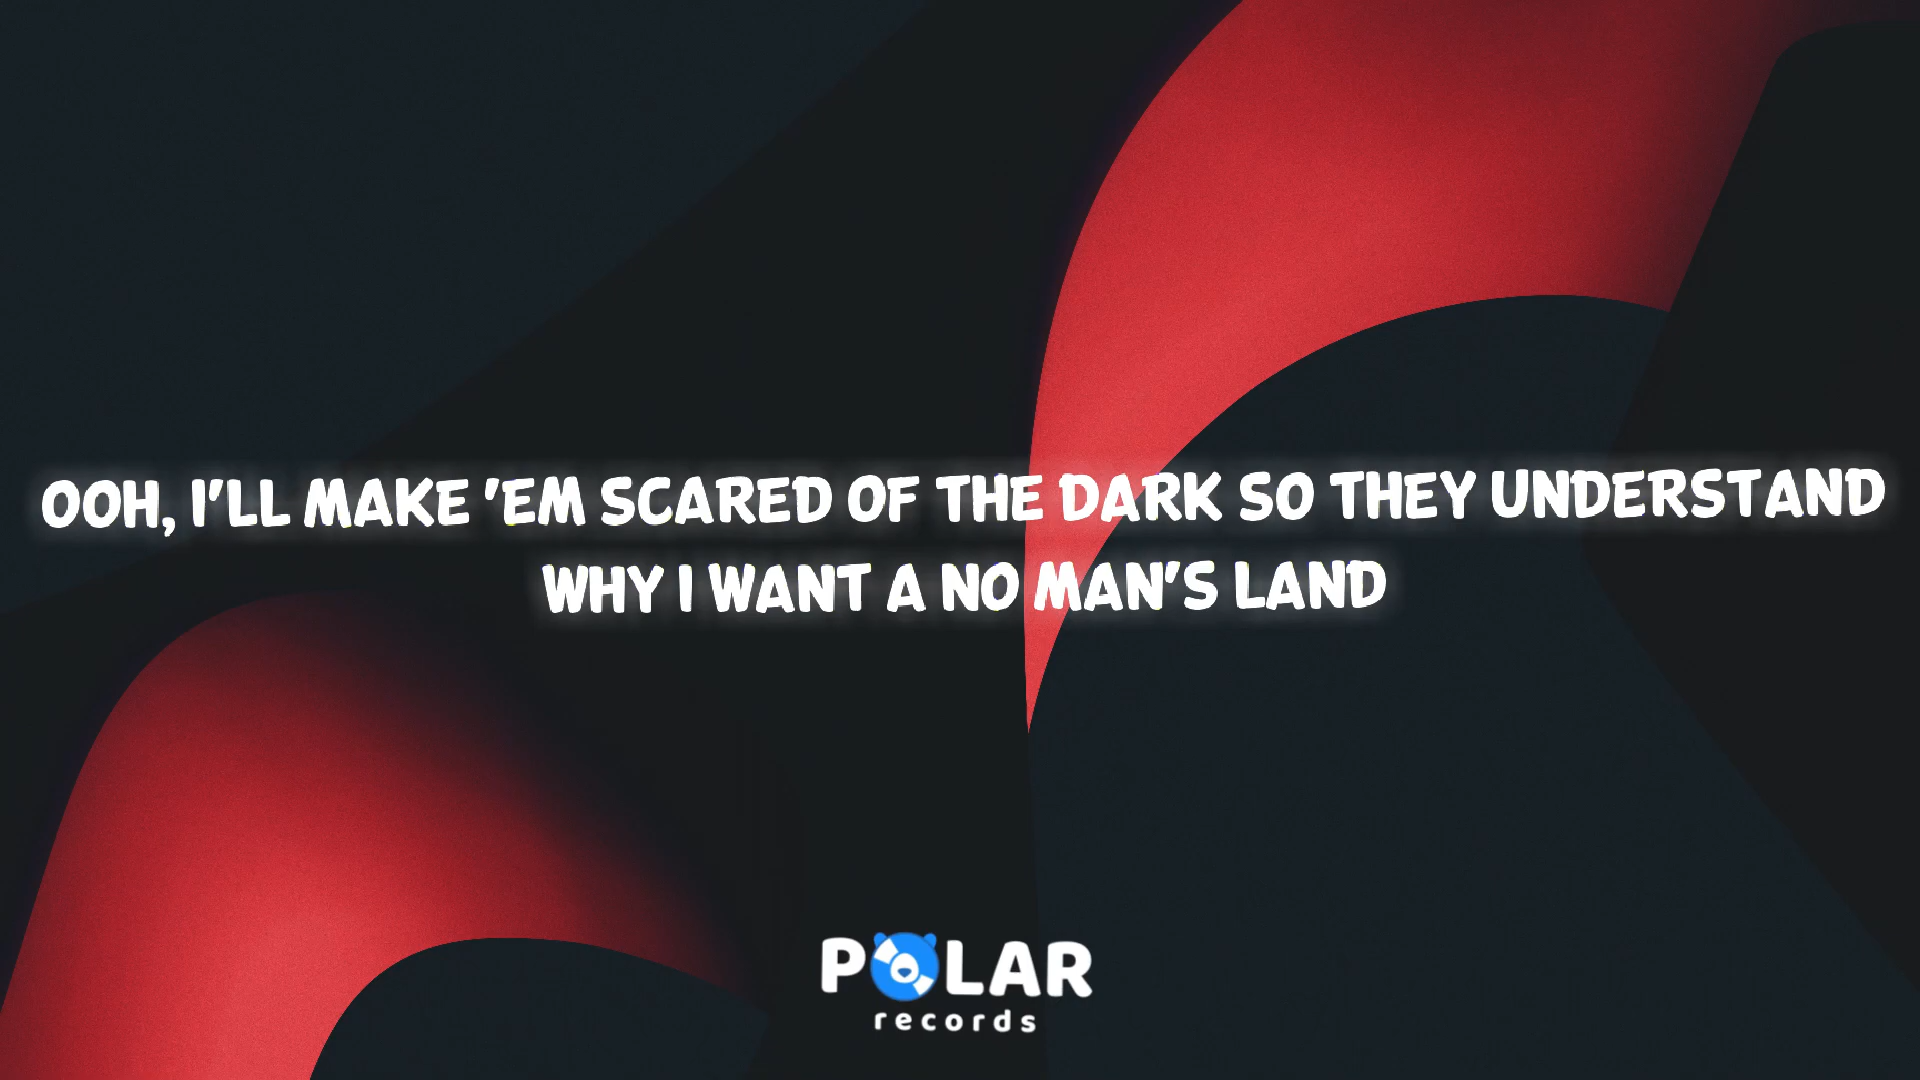 OOH, I'LL MAKE 'EM SCARED OF THE DARK SO THEY UNDERSTAND
WHY I WANT A NO MAN'S LAND
POLAR
records